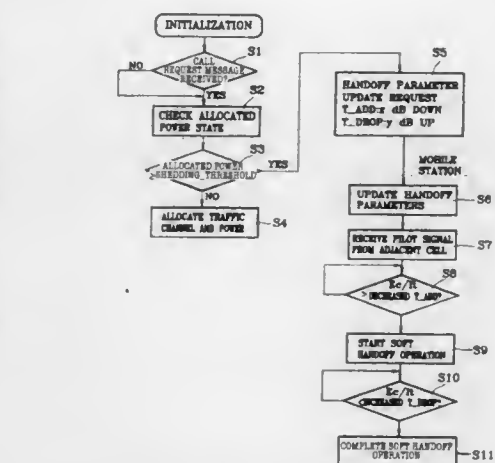 INITIALIZATION
S1
NO
CALL
REQUEST MESSAGE
RECEIVED?
YES
S2
CHECK ALLOCATED
POWER STATE
S3
ALLOCATED POWER
≥SHEDDING_THRESHOLD
YES
NO
ALLOCATE TRAFFIC
CHANNEL AND POWER
S4
S5
HANDOFF PARAMETER
UPDATE REQUEST
T_ADD:x dB DOWN
T_DROP:y dB UP
MOBILE
STATION
UPDATE HANDOFF
PARAMETERS
S6
S7
RECEIVE PILOT SIGNAL
FROM ADJACENT CELL
S8
Ec/It
START SOFT
HANDOFF OPERATION
S9
S10
Ec/It
COMPLETE SOFT HANDOFF
OPERATION
S11